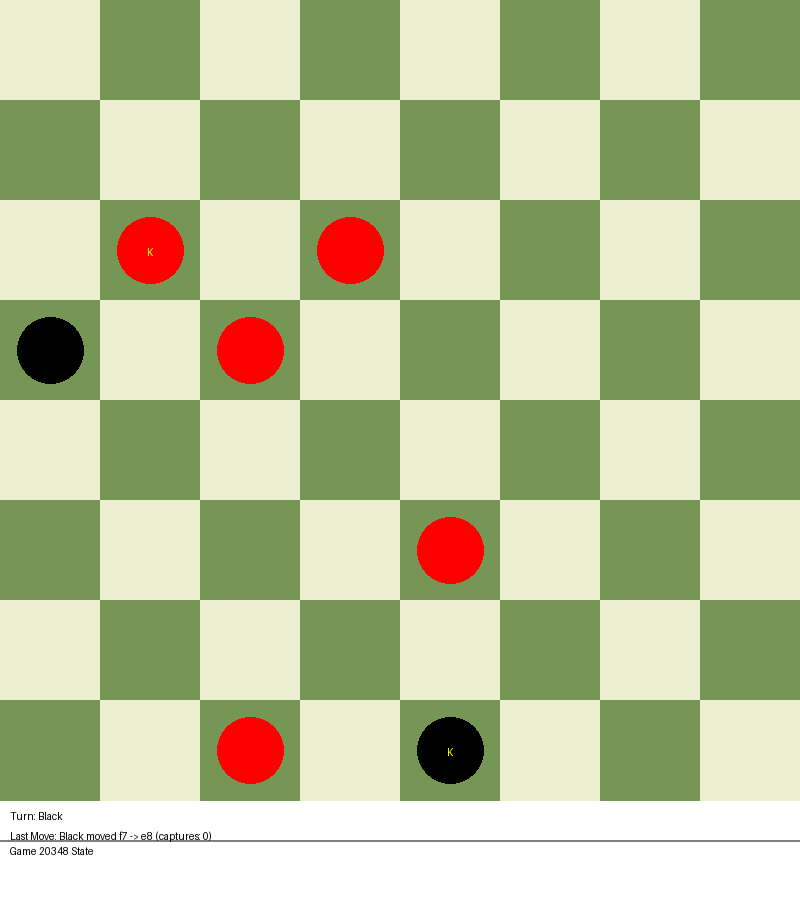 K
K
Turn: Black
Last Move: Black moved f7 -> e8 (captures: 0)
Game 20348 State